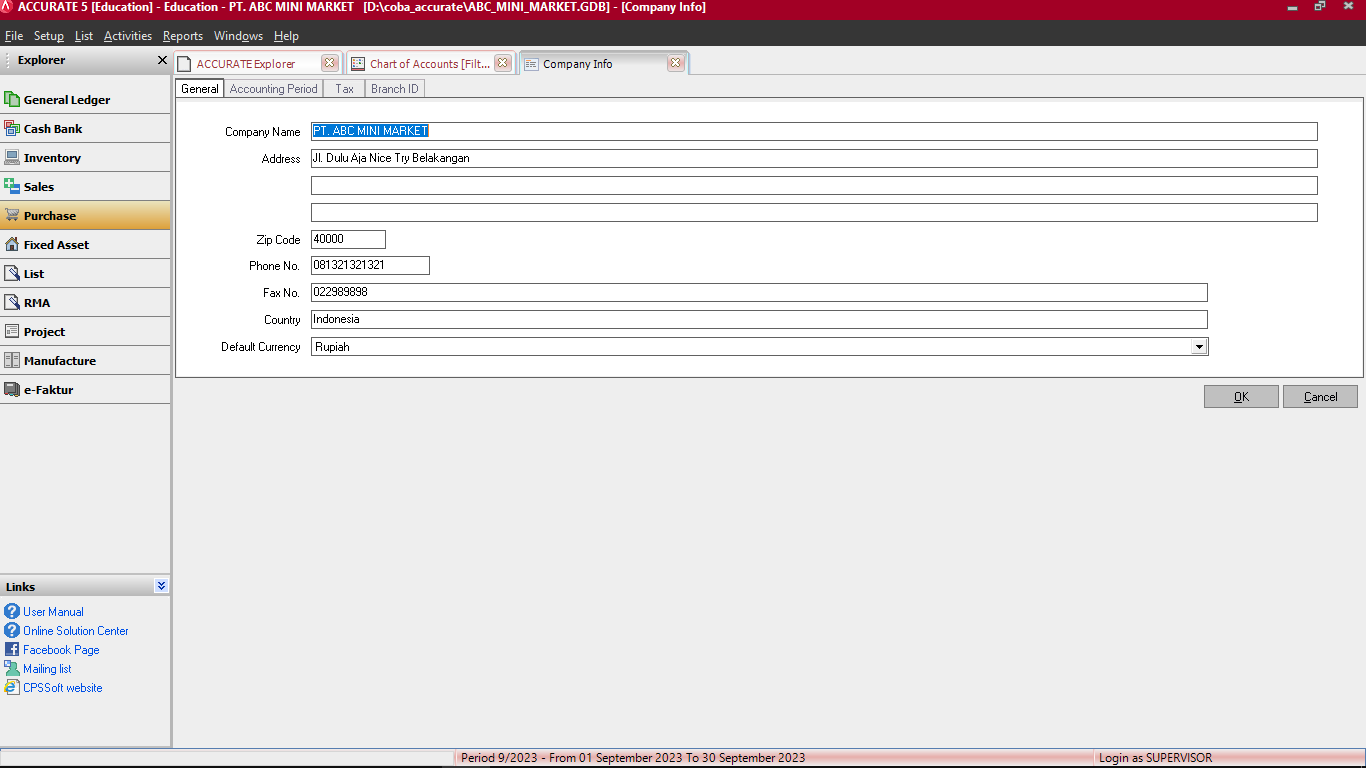 ACCURATE 5 [Education] - Education - PT. ABC MINI MARKET [D:\coba_accurate\ABC_MINI_MARKET.GDB] - [Company Info]
File Setup List Activities Reports Windows Help
Explorer
ACCURATE Explorer
Chart of Accounts [Filt...
Company Info
General Accounting Period Tax Branch ID
General Ledger
Cash Bank
Inventory
Sales
Purchase
Fixed Asset
List
RMA
Project
Manufacture
e-Faktur
Company Name PT. ABC MINI MARKET
Address Jl. Dulu Aja Nice Try Belakangan
Zip Code 40000
Phone No. 081321321321
Fax No. 022989898
Country Indonesia
Default Currency Rupiah
OK Cancel
Links
User Manual
Online Solution Center
Facebook Page
Mailing list
CPSSoft website
Period 9/2023 - From 01 September 2023 To 30 September 2023
Login as SUPERVISOR